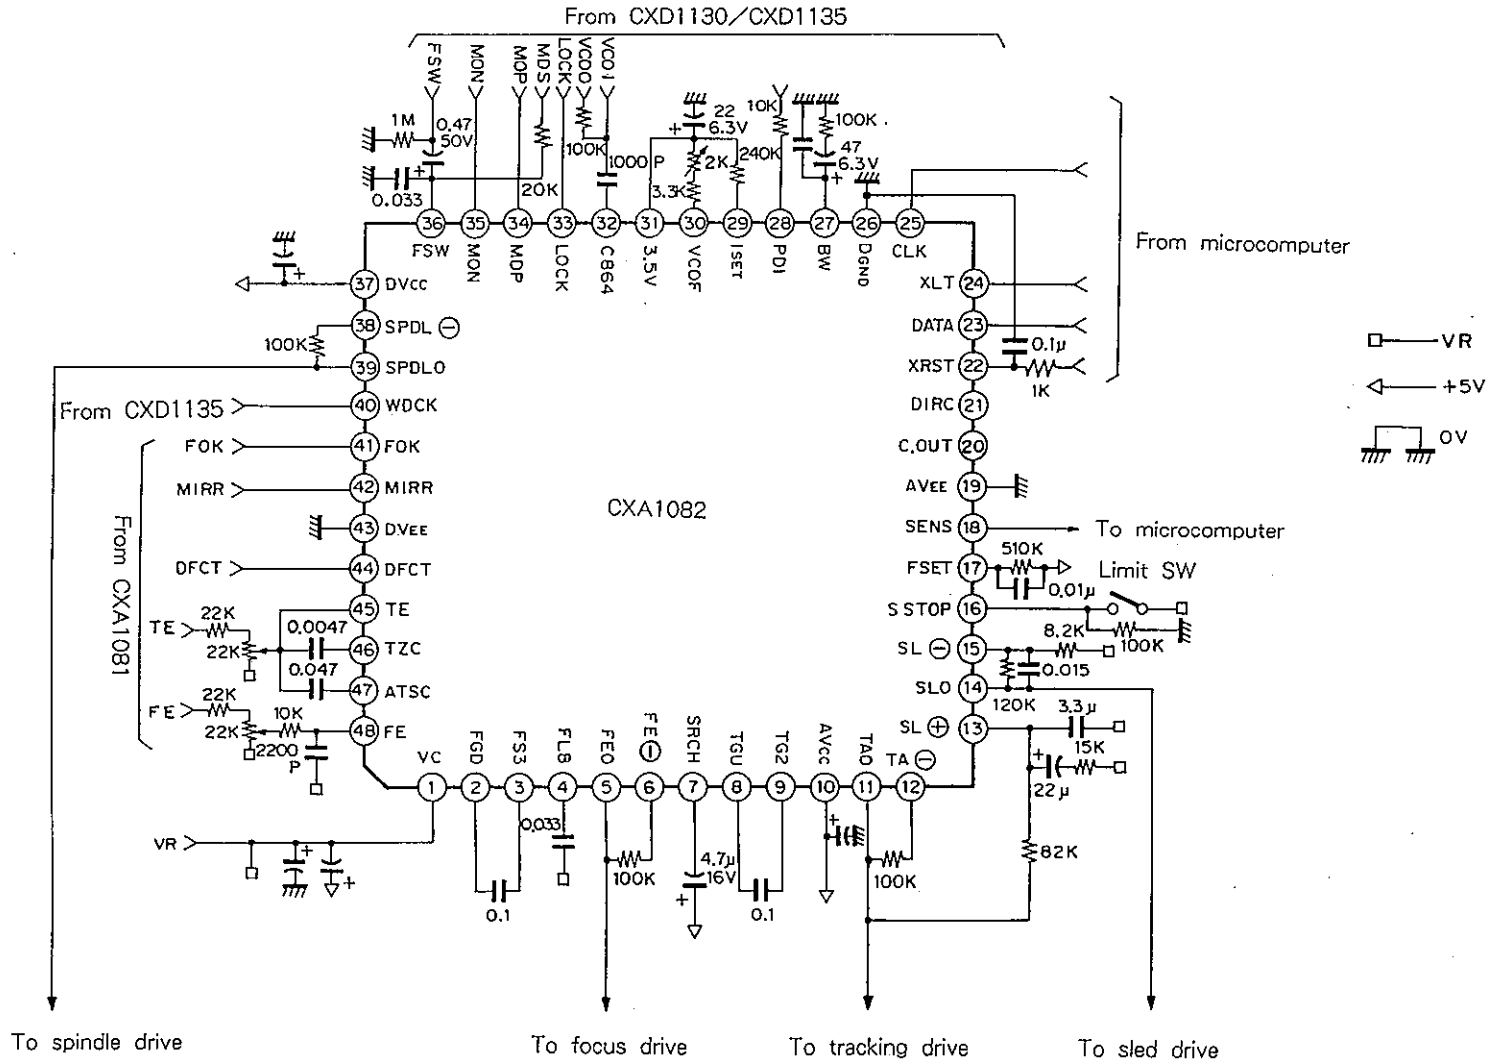 From CXD1130/CXD1135
FSW
MON
MOP
MDS
LOCK
VCOO
VCOI
1M
0.47
50V
0.033
20K
100K
1000P
22
6.3V
2K
3.3K
240K
10K
100K
47
6.3V
36
35
34
33
32
31
30
29
28
27
26
25
FSW
MON
MOP
LOCK
C864
3.5V
VCOF
ISET
PDI
BW
DGND
CLK
From microcomputer
37 DVCC
38 SPDL ⊖
100K
39 SPDLO
From CXD1135
40 WDCK
FOK
41 FOK
MIRR
42 MIRR
43 DVEE
DFCT
44 DFCT
From CXA1081
TE
22K
22K
45 TE
0.0047
46 TZC
0.047
47 ATSC
FE
22K
22K
10K
48 FE
2200
P
CXA1082
XLT 24
DATA 23
0.1μ
XRST 22
1K
DIRC 21
C.OUT 20
AVEE 19
SENS 18
To microcomputer
FSET 17
510K
0.01μ
Limit SW
S STOP 16
100K
SL ⊖ 15
8.2K
0.015
SLO 14
120K
SL ⊕ 13
3.3μ
15K
22μ
82K
VR
+5V
0V
VC
FGD
FS3
FLB
FEO
FE ⊖
SRCH
TGU
TG2
AVCC
TAO
TA ⊖
1
2
3
4
5
6
7
8
9
10
11
12
VR
0.1
0.033
100K
4.7μ
16V
0.1
100K
To spindle drive
To focus drive
To tracking drive
To sled drive